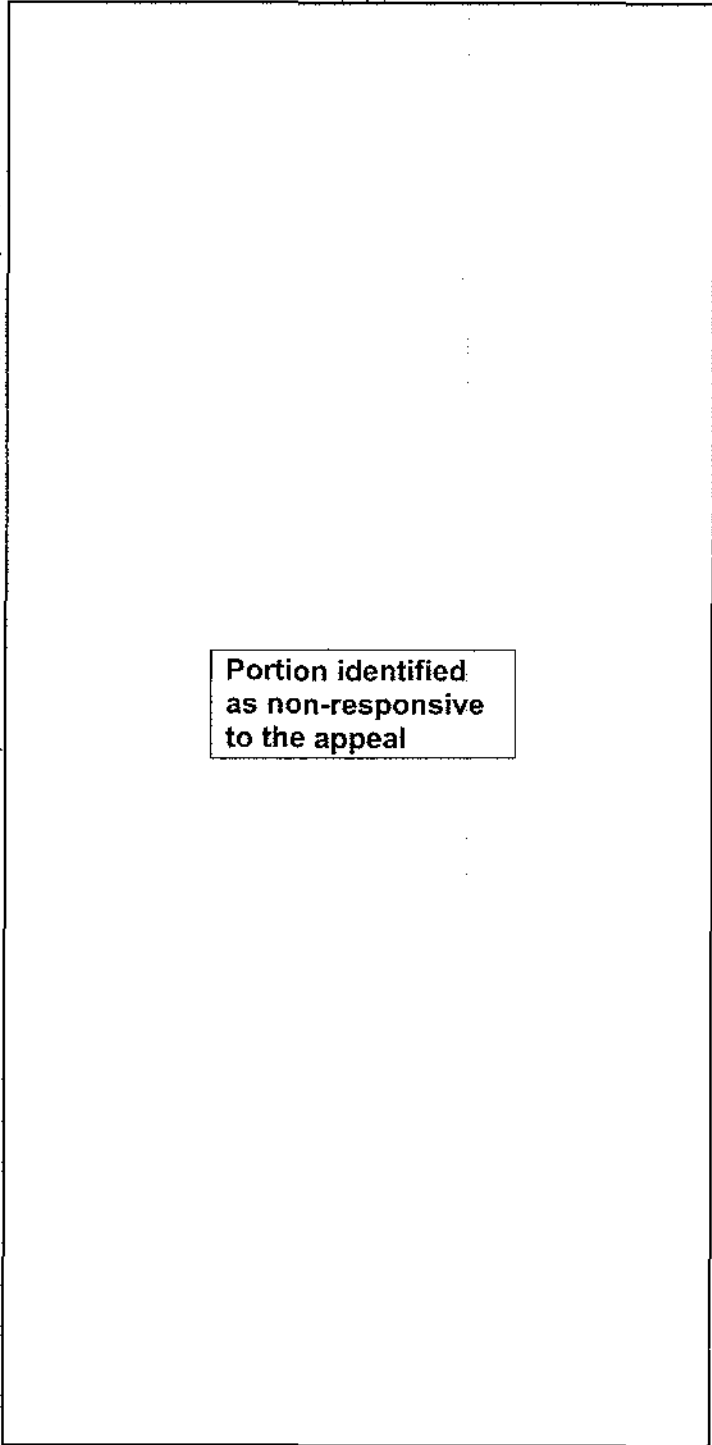 Portion identified
as non-responsive
to the appeal